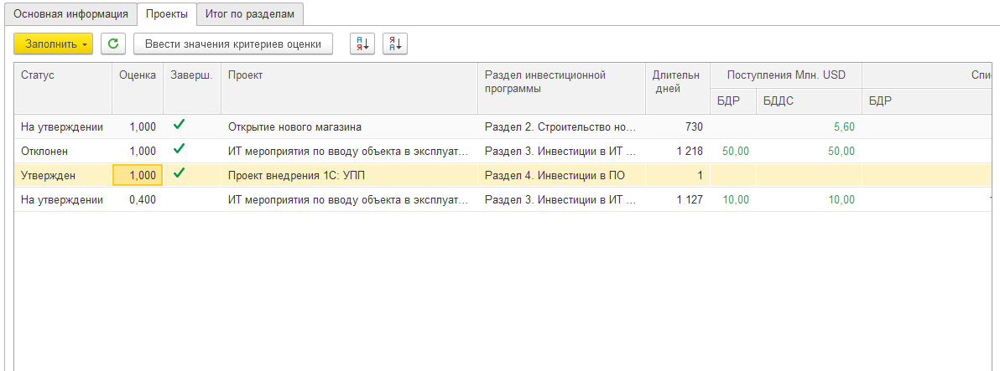 Основная информация Проекты Итог по разделам
Заполнить Ввести значения критериев оценки А Я Я А
Статус Оценка Заверш. Проект Раздел инвестиционной программы Длительн дней Поступления Млн. USD Спи
БДР БДДС БДР
На утверждении 1,000 Открытие нового магазина Раздел 2. Строительство но... 730 5,60
Отклонен 1,000 ИТ мероприятия по вводу объекта в эксплуат... Раздел 3. Инвестиции в ИТ ... 1 218 50,00 50,00
Утвержден 1,000 Проект внедрения 1С: УПП Раздел 4. Инвестиции в ПО 1
На утверждении 0,400 ИТ мероприятия по вводу объекта в эксплуат... Раздел 3. Инвестиции в ИТ ... 1 127 10,00 10,00